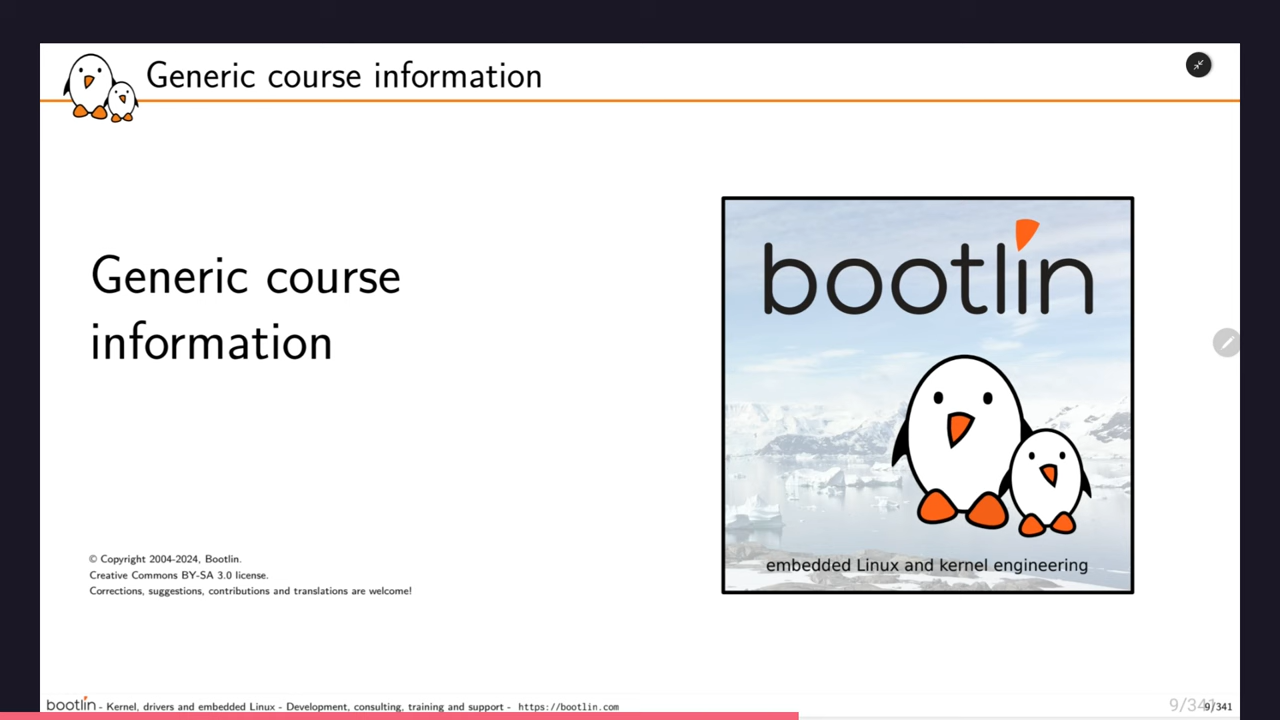 Generic course information
Generic course
information
bootlin
embedded Linux and kernel engineering
© Copyright 2004-2024, Bootlin.
Creative Commons BY-SA 3.0 license.
Corrections, suggestions, contributions and translations are welcome!
bootlin - Kernel, drivers and embedded Linux - Development, consulting, training and support - https://bootlin.com
9/341 9/341